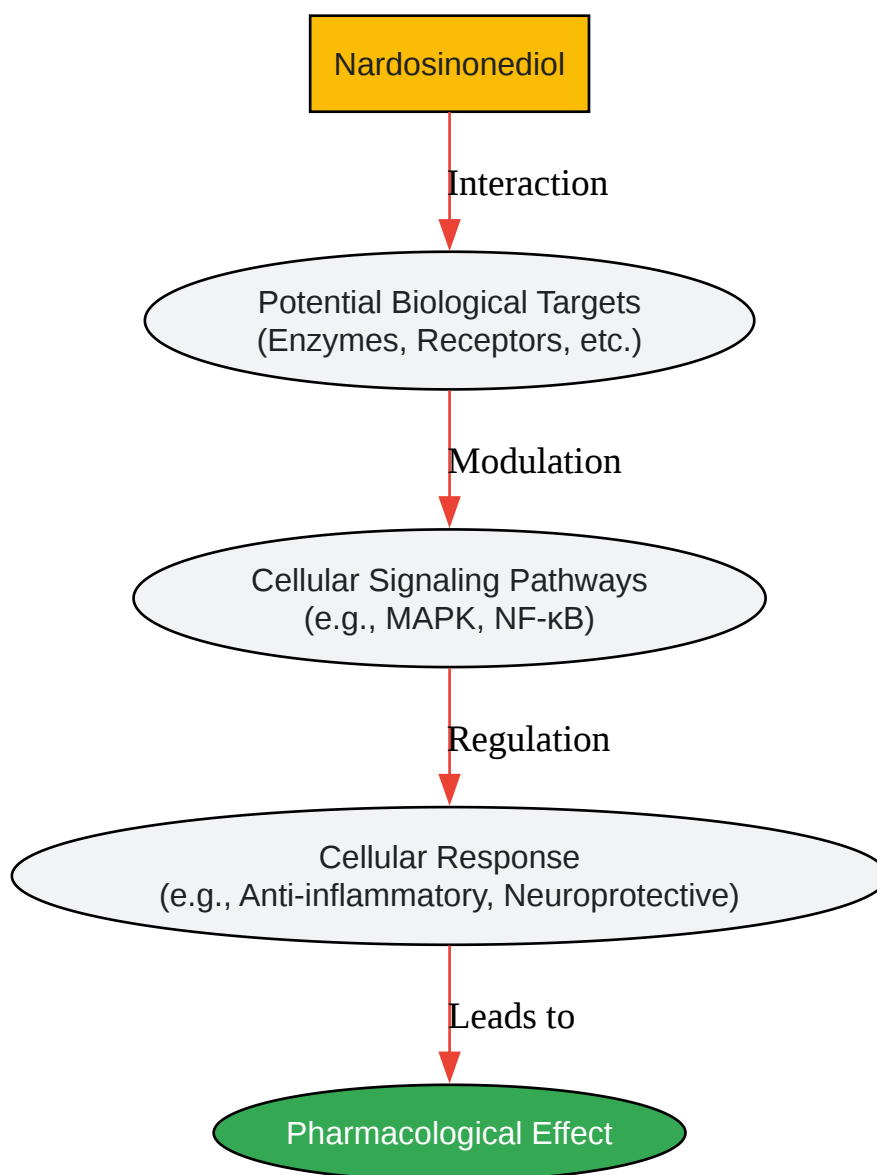 Nardosinonediol
Interaction
Potential Biological Targets
(Enzymes, Receptors, etc.)
Modulation
Cellular Signaling Pathways
(e.g., MAPK, NF-κB)
Regulation
Cellular Response
(e.g., Anti-inflammatory, Neuroprotective)
Leads to
Pharmacological Effect